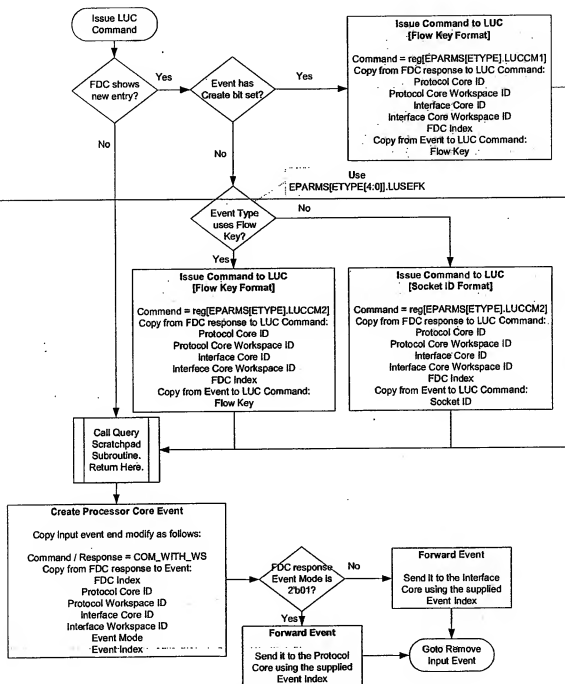 Issue LUC
Command
FDC shows
new entry?
Yes
No
Event has
Create bit set?
Yes
No
Issue Command to LUC
[Flow Key Format]
Command = reg[EPARMS[ETYPE].LUCCM1]
Copy from FDC response to LUC Command:
Protocol Core ID
Protocol Core Workspace ID
Interface Core ID
Interface Core Workspace ID
FDC Index
Copy from Event to LUC Command:
Flow Key
Use
EPARMS[ETYPE[4:0]].LUSEFK
Event Type
uses Flow
Key?
No
Yes
Issue Command to LUC
[Flow Key Format]
Commend = reg[EPARMS[ETYPE].LUCCM2]
Copy from FDC response to LUC Command:
Protocol Core ID
Protocol Core Workspace ID
Interface Core ID
Interfece Core Workspace ID
FDC Index
Copy from Event to LUC Command:
Flow Key
Issue Command to LUC
[Socket ID Format]
Command = reg[EPARMS[ETYPE].LUCCM2]
Copy from FDC response to LUC Command:
Protocol Core ID
Protocol Core Workspace ID
Interface Core ID
Interface Core Workspace ID
FDC Index
Copy from Event to LUC Command:
Socket ID
Call Query
Scratchpad
Subroutine.
Return Here.
Create Processor Core Event
Copy Input event end modify as follows:
Command / Response = COM_WITH_WS
Copy from FDC response to Event:
FDC Index
Protocol Core ID
Protocol Workspace ID
Interface Core ID
Interface Workspace ID
Event Mode
Event Index
FDC response
Event Mode is
2'b01?
No
Yes
Forward Event
Send It to the Interface
Core using the supplied
Event Index
Forward Event
Send it to the Protocol
Core using the supplied
Event Index
Goto Remove
Input Event